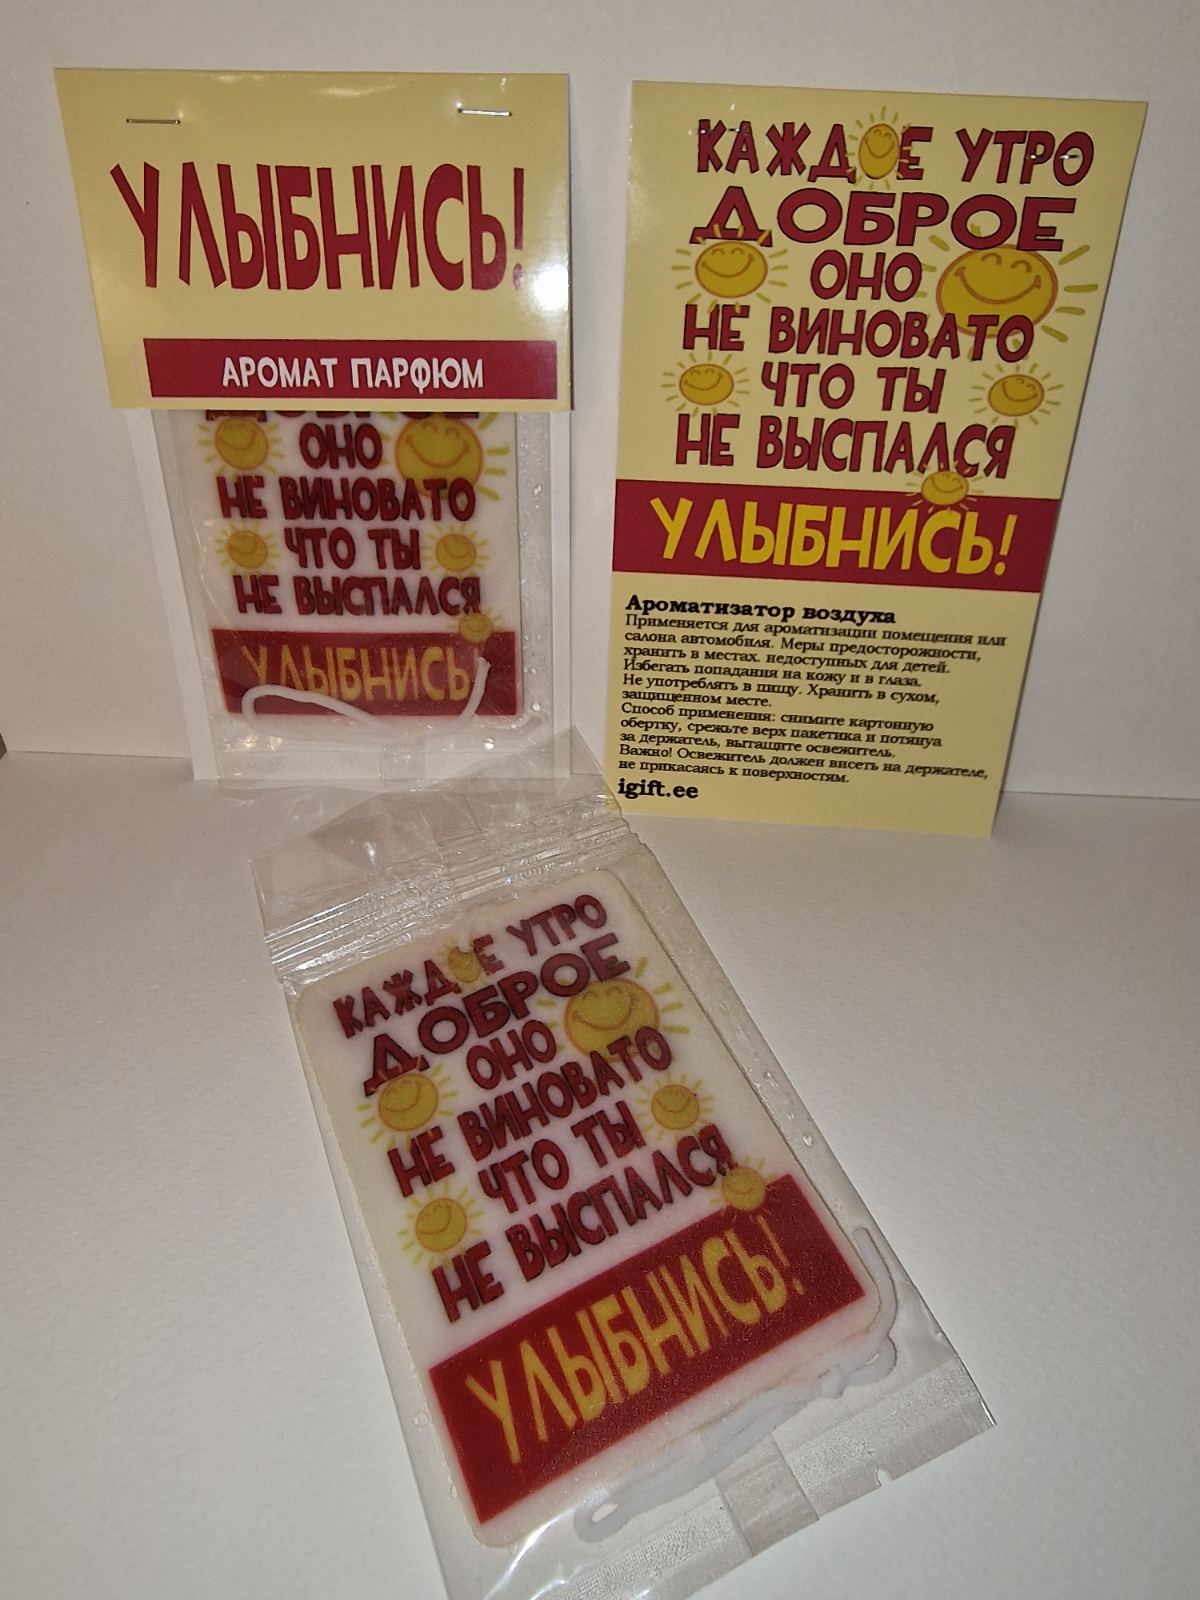 УЛЫБНИСЬ!
АРОМАТ ПАРФЮМ
ДОБРОЕ
ОНО
НЕ ВИНОВАТО
ЧТО ТЫ
НЕ ВЫСПАЛСЯ
УЛЫБНИСЬ!
КАЖДОЕ УТРО
ДОБРОЕ
ОНО
НЕ ВИНОВАТО
ЧТО ТЫ
НЕ ВЫСПАЛСЯ
УЛЫБНИСЬ!
Ароматизатор воздуха
Применяется для ароматизации помещения или
салона автомобиля. Меры предосторожности,
хранить в местах. недоступных для детей.
Избегать попадания на кожу и в глаза.
Не употреблять в пищу. Хранить в сухом,
защищенном месте.
Способ применения: снимите картонную
обертку, срежьте верх пакетика и потянуа
за держатель, вытащите освежитель.
Важно! Освежитель должен висеть на держателе,
не прикасаясь к поверхностям.
igift.ee
КАЖДОЕ УТРО
ДОБРОЕ
ОНО
НЕ ВИНОВАТО
ЧТО ТЫ
НЕ ВЫСПАЛСЯ
УЛЫБНИСЬ!